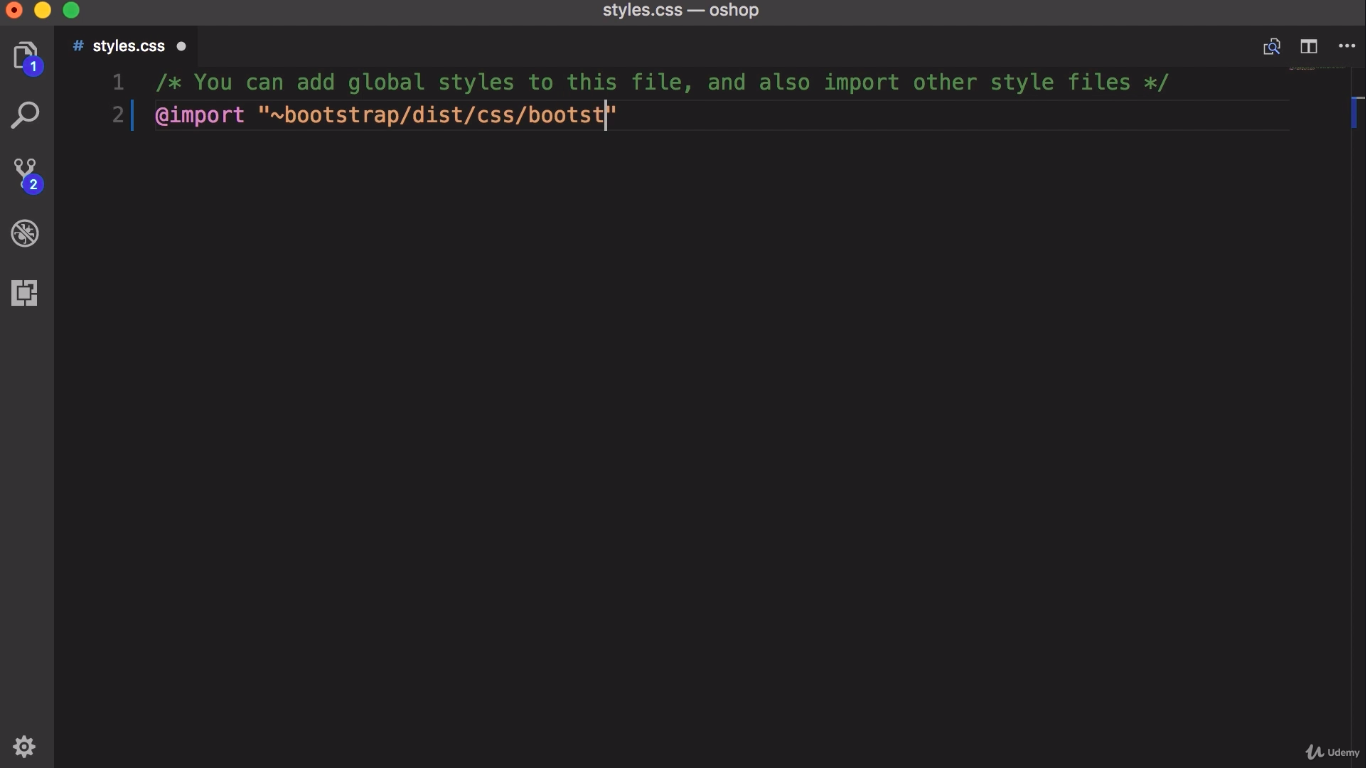 styles.css — oshop
# styles.css
1 /* You can add global styles to this file, and also import other style files */
2 @import "~bootstrap/dist/css/bootst"
1
2
Udemy